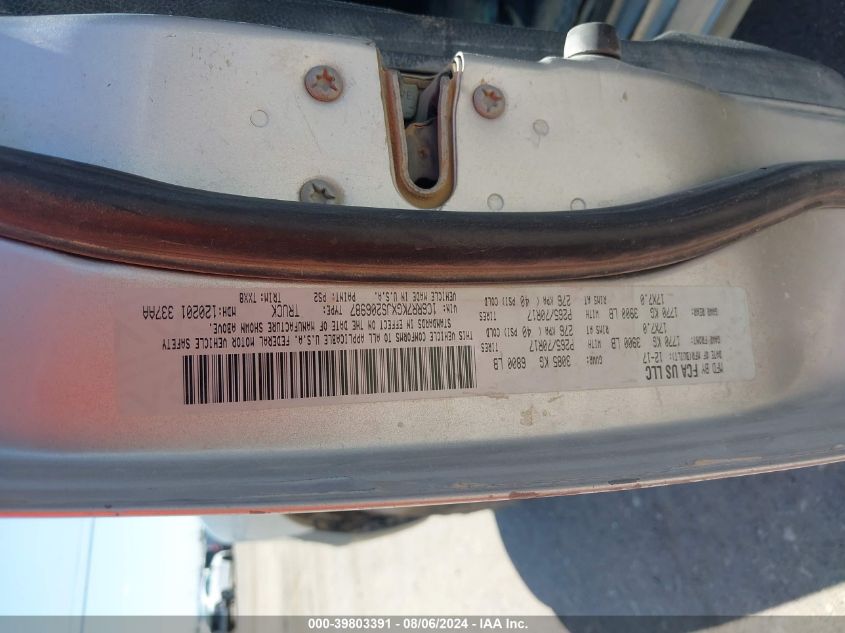 MFD BY FCA US LLC
DATE OF MFR(BUILT): 12-17 GVWR: 3085 KG 6800 LB
GAWR FRONT: WITH TIRES
1770 KG 3900 LB P265/70R17
17X7.0 RIMS AT 276 KPA ( 40 PSI) COLD
GAWR REAR: WITH TIRES
1770 KG 3900 LB P265/70R17
17X7.0 RIMS AT 276 KPA ( 40 PSI) COLD
THIS VEHICLE CONFORMS TO ALL APPLICABLE U.S.A. FEDERAL MOTOR VEHICLE SAFETY
STANDARDS IN EFFECT ON THE DATE OF MANUFACTURE SHOWN ABOVE.
VIN: 1C6RR7KGXJS206987 TYPE: TRUCK MDH: 120201 337AA
VEHICLE MADE IN U.S.A. PAINT: PS2 TRIM: TXX8
000-39803391 - 08/06/2024 - IAA Inc.